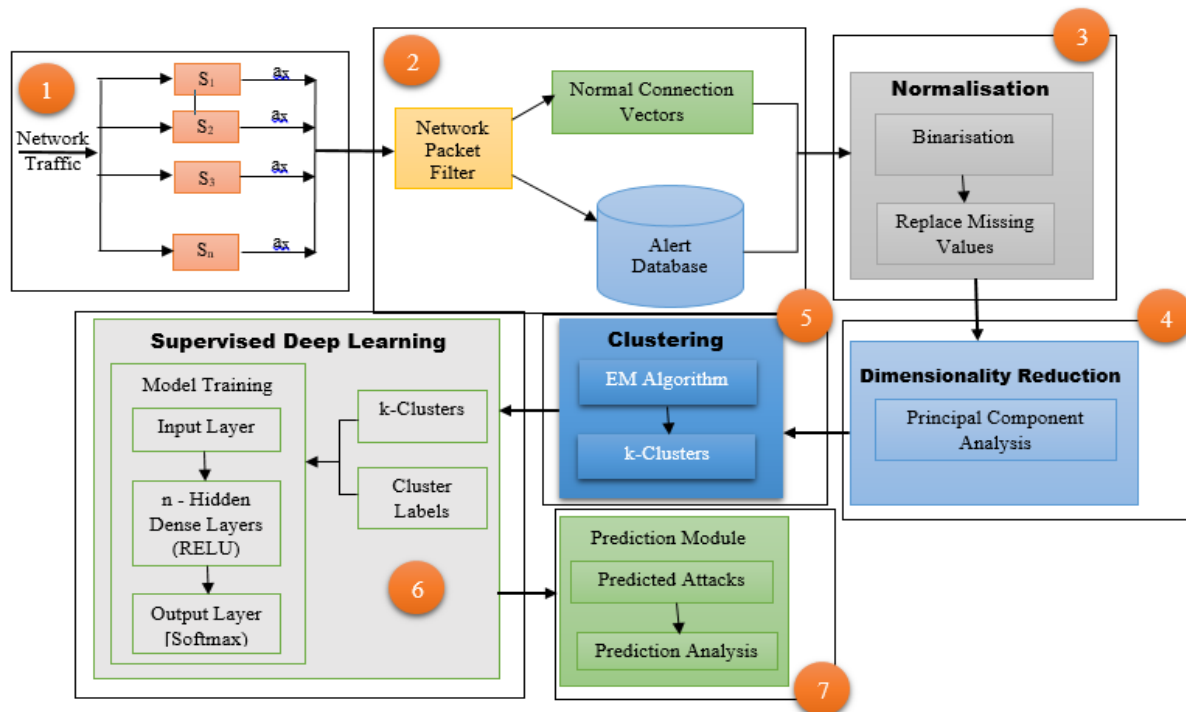 1
Network
Traffic
S1
ax
S2
ax
S3
ax
Sn
ax
2
Network
Packet
Filter
Normal Connection
Vectors
Alert
Database
3
Normalisation
Binarisation
Replace Missing
Values
4
Dimensionality Reduction
Principal Component
Analysis
5
Clustering
EM Algorithm
k-Clusters
Supervised Deep Learning
Model Training
Input Layer
n - Hidden
Dense Layers
(RELU)
Output Layer
[Softmax)
k-Clusters
Cluster
Labels
6
Prediction Module
Predicted Attacks
Prediction Analysis
7